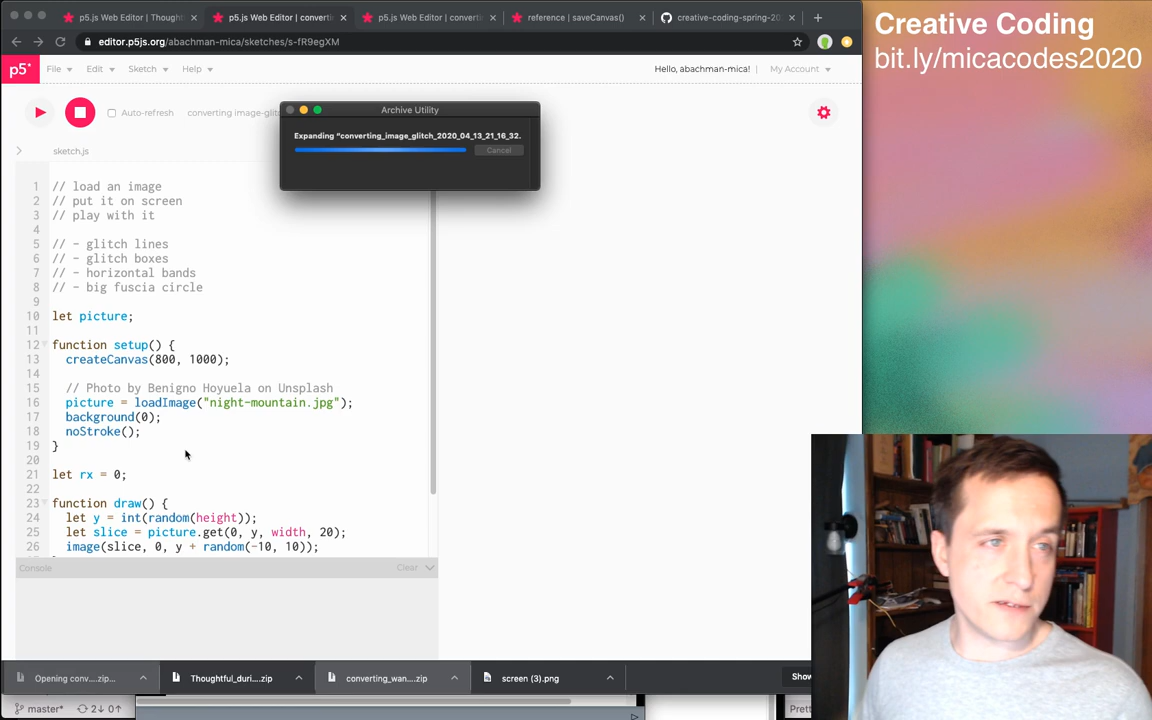 p5.js Web Editor | Though
p5.js Web Editor | converti
p5.js Web Editor | converti
reference | saveCanvas()
creative-coding-spring-20
editor.p5js.org/abachman-mica/sketches/s-fR9egXM
Creative Coding
bit.ly/micacodes2020
p5* File Edit Sketch Help
Hello, abachman-mica! | My Account
Auto-refresh converting image-glit
Archive Utility
Expanding “converting_image_glitch_2020_04_13_21_16_32.
Cancel
sketch.js
1 // load an image
2 // put it on screen
3 // play with it
4
5 // - glitch lines
6 // - glitch boxes
7 // - horizontal bands
8 // - big fuscia circle
9
10 let picture;
11
12 function setup() {
13 createCanvas(800, 1000);
14
15 // Photo by Benigno Hoyuela on Unsplash
16 picture = loadImage("night-mountain.jpg");
17 background(0);
18 noStroke();
19 }
20
21 let rx = 0;
22
23 function draw() {
24 let y = int(random(height));
25 let slice = picture.get(0, y, width, 20);
26 image(slice, 0, y + random(-10, 10));
Console
Clear
Opening conv....zip...
Thoughtful_duri...zip
converting_wan....zip
screen (3).png
Show
master* 2↓ 0↑
Prett